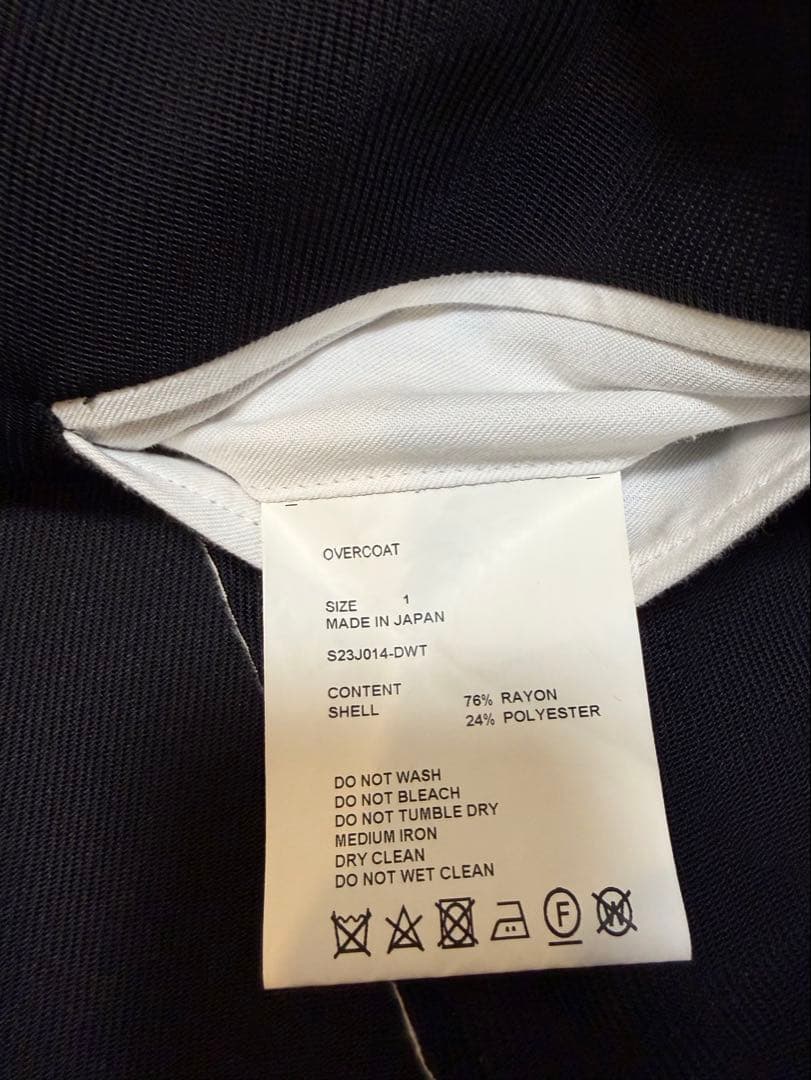 OVERCOAT
SIZE 1
MADE IN JAPAN
S23J014-DWT
CONTENT
SHELL 76% RAYON
24% POLYESTER
DO NOT WASH
DO NOT BLEACH
DO NOT TUMBLE DRY
MEDIUM IRON
DRY CLEAN
DO NOT WET CLEAN
F W